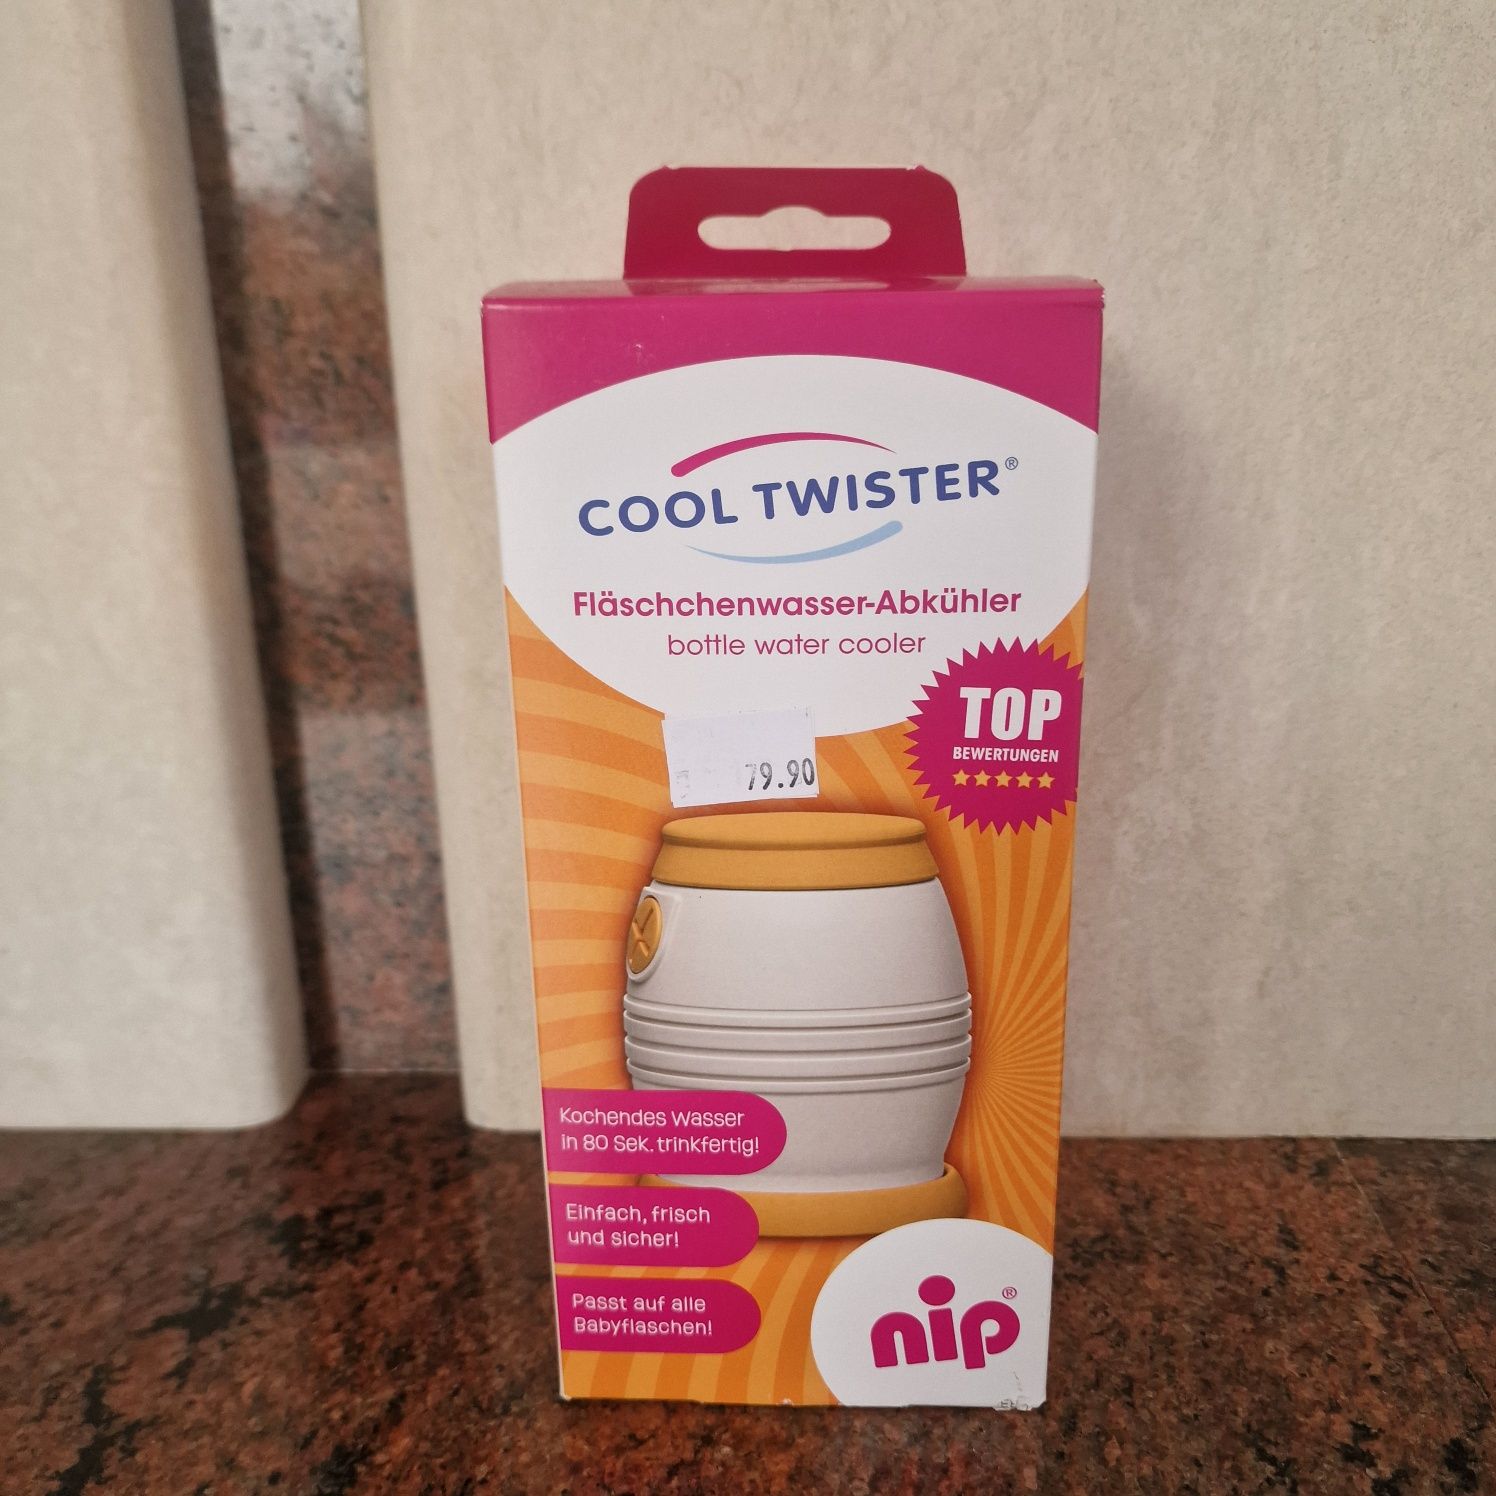 COOL TWISTER®
Fläschchenwasser-Abkühler
bottle water cooler
TOP
BEWERTUNGEN
79.90
Kochendes Wasser
in 80 Sek. trinkfertig!
Einfach, frisch
und sicher!
Passt auf alle
Babyflaschen!
nip®